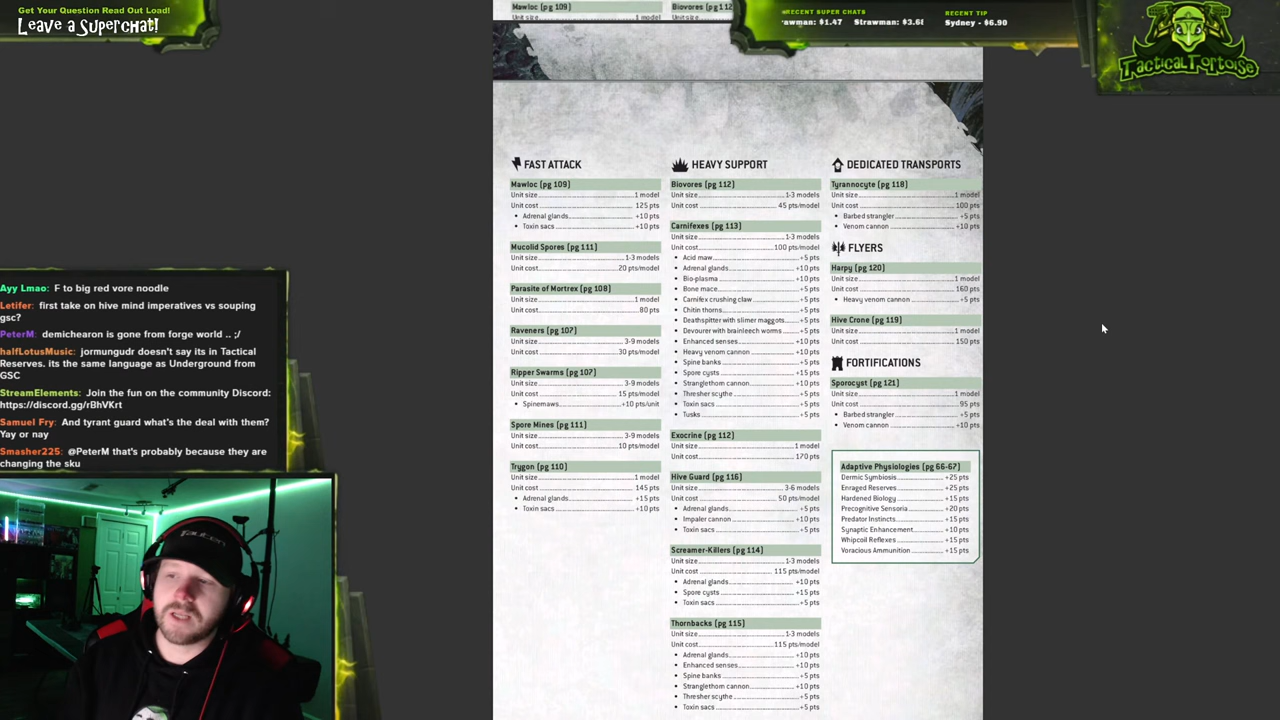 Get Your Question Read Out Load!
Leave a Superchat!
Mawloc (pg 109)
Unit size 1 model
Biovores (pg 112
Unit size
RECENT SUPER CHATS
awman: $1.47 Strawman: $3.6
RECENT TIP
Sydney - $6.90
TacticalTortoise
FAST ATTACK
Mawloc (pg 109)
Unit size 1 model
Unit cost 125 pts
• Adrenal glands +10 pts
• Toxin sacs +10 pts
Mucolid Spores (pg 111)
Unit size 1-3 models
Unit cost 20 pts/model
Parasite of Mortrex (pg 108)
Unit size 1 model
Unit cost 80 pts
Raveners (pg 107)
Unit size 3-9 models
Unit cost 30 pts/model
Ripper Swarms (pg 107)
Unit size 3-9 models
Unit cost 15 pts/model
• Spinemaws +10 pts/unit
Spore Mines (pg 111)
Unit size 3-9 models
Unit cost 10 pts/model
Trygon (pg 110)
Unit size 1 model
Unit cost 145 pts
• Adrenal glands +15 pts
• Toxin sacs +10 pts
HEAVY SUPPORT
Biovores (pg 112)
Unit size 1-3 models
Unit cost 45 pts/model
Carnifexes (pg 113)
Unit size 1-3 models
Unit cost 100 pts/model
• Acid maw +5 pts
• Adrenal glands +10 pts
• Bio-plasma +10 pts
• Bone mace +5 pts
• Carnifex crushing claw +5 pts
• Chitin thorns +5 pts
• Deathspitter with slimer maggots +5 pts
• Devourer with brainleech worms +5 pts
• Enhanced senses +10 pts
• Heavy venom cannon +10 pts
• Spine banks +5 pts
• Spore cysts +15 pts
• Stranglethorn cannon +10 pts
• Thresher scythe +5 pts
• Toxin sacs +5 pts
• Tusks +5 pts
Exocrine (pg 112)
Unit size 1 model
Unit cost 170 pts
Hive Guard (pg 116)
Unit size 3-6 models
Unit cost 50 pts/model
• Adrenal glands +5 pts
• Impaler cannon +10 pts
• Toxin sacs +5 pts
Screamer-Killers (pg 114)
Unit size 1-3 models
Unit cost 115 pts/model
• Adrenal glands +10 pts
• Spore cysts +15 pts
• Toxin sacs +5 pts
Thornbacks (pg 115)
Unit size 1-3 models
Unit cost 115 pts/model
• Adrenal glands +10 pts
• Enhanced senses +10 pts
• Spine banks +5 pts
• Stranglethorn cannon +10 pts
• Thresher scythe +5 pts
• Toxin sacs +5 pts
DEDICATED TRANSPORTS
Tyrannocyte (pg 118)
Unit size 1 model
Unit cost 100 pts
• Barbed strangler +5 pts
• Venom cannon +10 pts
FLYERS
Harpy (pg 120)
Unit size 1 model
Unit cost 160 pts
• Heavy venom cannon +5 pts
Hive Crone (pg 119)
Unit size 1 model
Unit cost 150 pts
FORTIFICATIONS
Sporocyst (pg 121)
Unit size 1 model
Unit cost 95 pts
• Barbed strangler +5 pts
• Venom cannon +10 pts
Adaptive Physiologies (pg 66-67)
Dermic Symbiosis +25 pts
Enraged Reserves +25 pts
Hardened Biology +15 pts
Precognitive Sensoria +20 pts
Predator Instincts +15 pts
Synaptic Enhancement +10 pts
Whipcoil Reflexes +15 pts
Voracious Ammunition +15 pts
Ayy Lmao: F to big red vore noodle
Letifer: first take on hive mind imperatives vs souping
gsc?
PeterM: red terror is gone from forge world .. ;/
halfLotusMusic: jormungudr doesn't say its in Tactical
Reserves. Its the same language as Underground from
GSC
StreamElements: Join the fun in the community Discord:
https://discord.gg/rBhVKrt
Samuel Fry: And tyrant guard what's the deal with them?
Yay or nay
Smasher225: @PeterM that's probably because they are
changing the sku